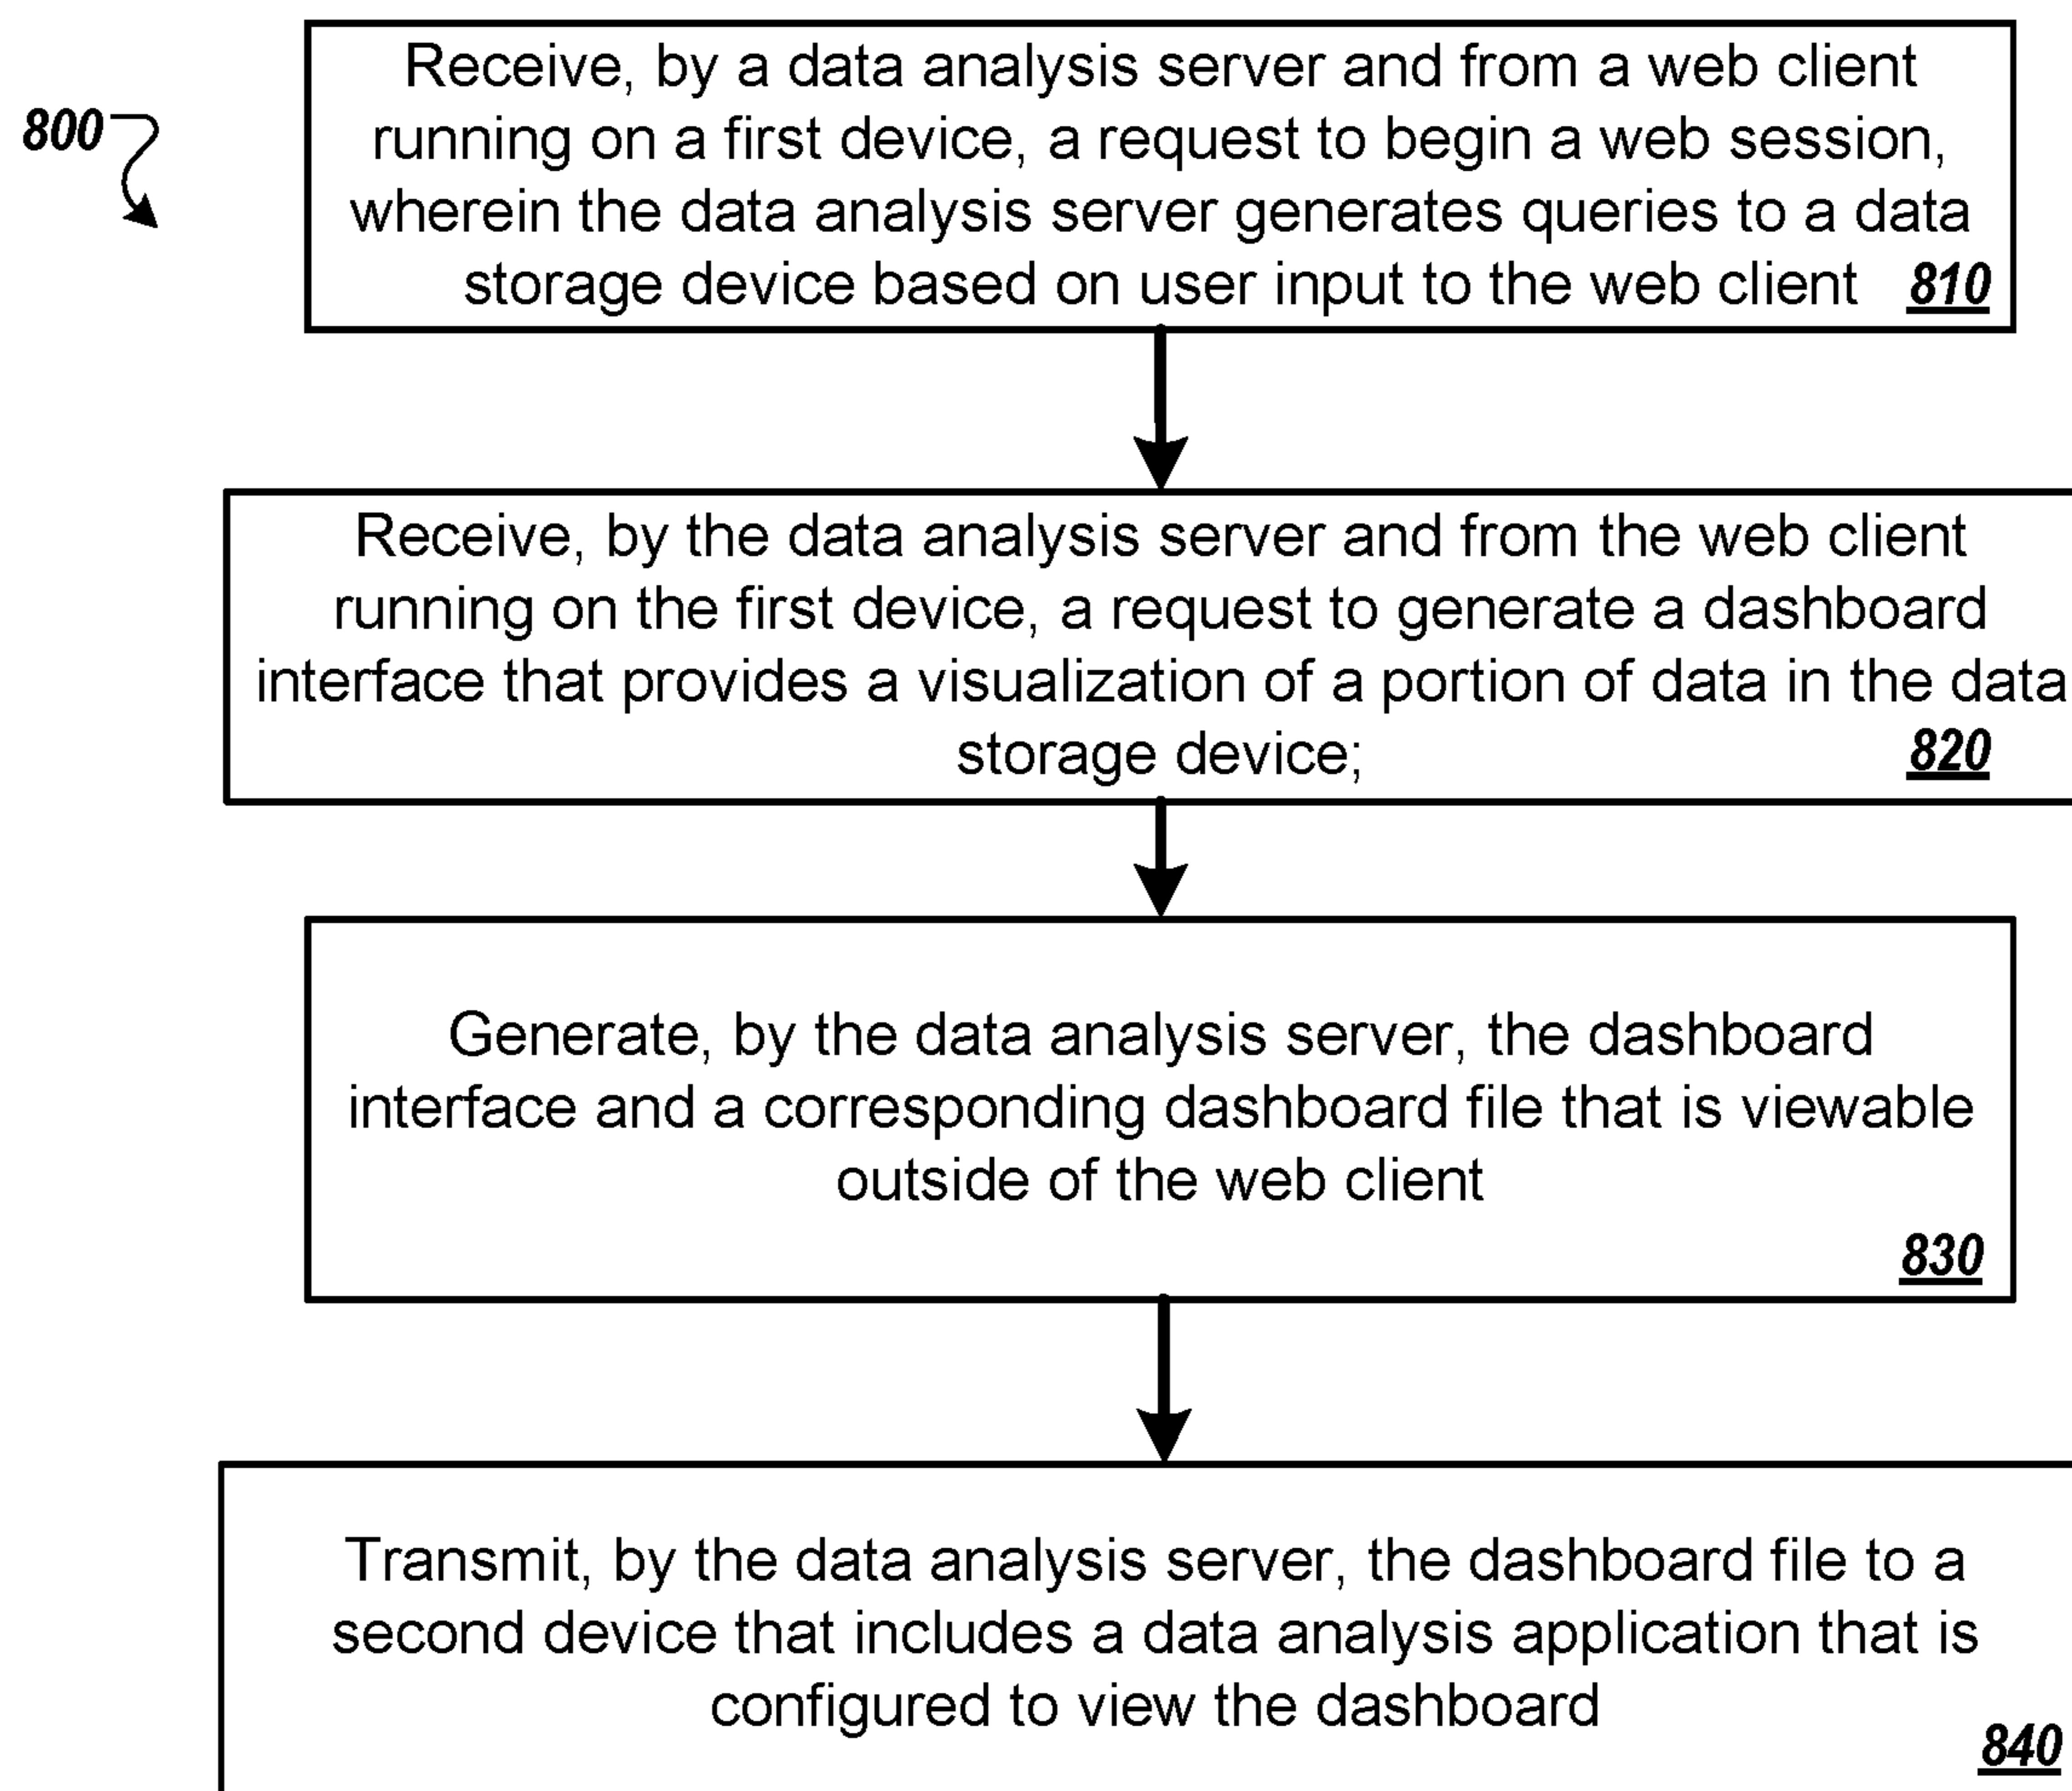 800
Receive, by a data analysis server and from a web client
running on a first device, a request to begin a web session,
wherein the data analysis server generates queries to a data
storage device based on user input to the web client 810
Receive, by the data analysis server and from the web client
running on the first device, a request to generate a dashboard
interface that provides a visualization of a portion of data in the data
storage device; 820
Generate, by the data analysis server, the dashboard
interface and a corresponding dashboard file that is viewable
outside of the web client
830
Transmit, by the data analysis server, the dashboard file to a
second device that includes a data analysis application that is
configured to view the dashboard
840